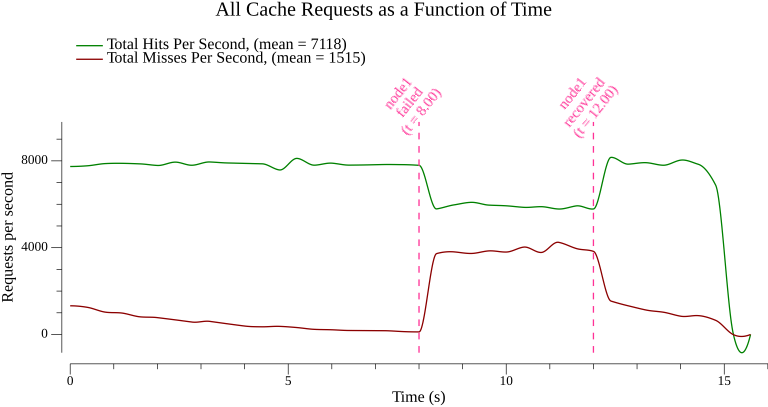 All Cache Requests as a Function of Time
Total Hits Per Second, (mean = 7118)
Total Misses Per Second, (mean = 1515)
node1
failed
(t = 8.00)
node1
recovered
(t = 12.00)
Requests per second
8000
4000
0
0
5
10
15
Time (s)